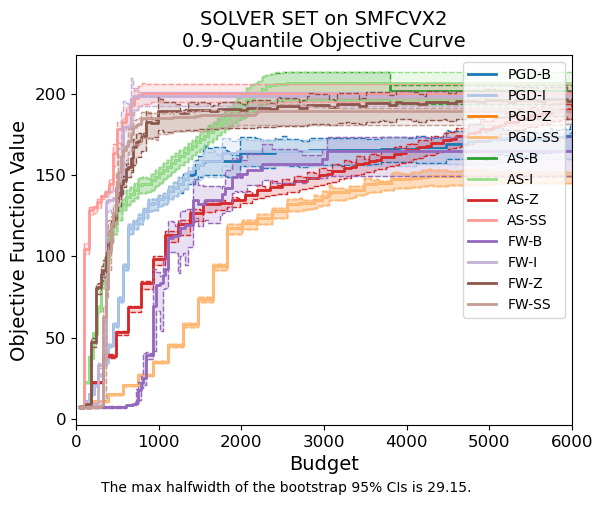 SOLVER SET on SMFCVX2
0.9-Quantile Objective Curve
Objective Function Value
200
150
100
50
0
0 1000 2000 3000 4000 5000 6000
Budget
PGD-B
PGD-I
PGD-Z
PGD-SS
AS-B
AS-I
AS-Z
AS-SS
FW-B
FW-I
FW-Z
FW-SS
The max halfwidth of the bootstrap 95% CIs is 29.15.